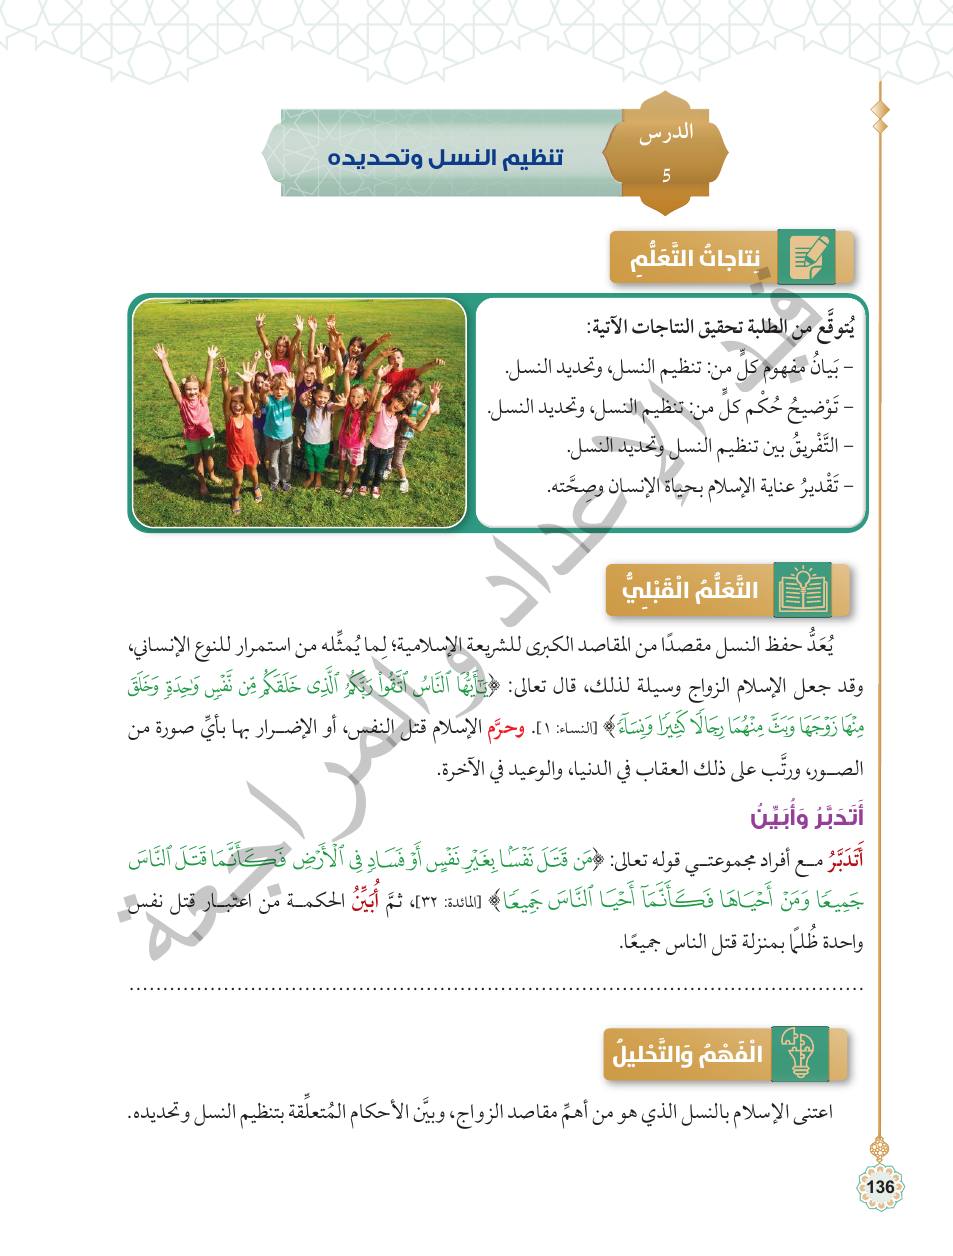 الدرس
5
تنظيم النسل وتحديده
نِتاجاتُ التَّعَلُّمِ
يُتوقَّع من الطلبة تحقيق النتاجات الآتية:
- بَيانُ مفهوم كلٍّ من: تنظيم النسل، وتحديد النسل.
- تَوْضيحُ حُكْم كلٍّ من: تنظيم النسل، وتحديد النسل.
- التَّفْريقُ بين تنظيم النسل وتحديد النسل.
- تَقْديرُ عناية الإسلام بحياة الإنسان وصحَّته.
التَّعَلُّمُ الْقَبْلِيُّ
يُعَدُّ حفظ النسل مقصدًا من المقاصد الكبرى للشريعة الإسلامية؛ لِما يُمثِّله من استمرار للنوع الإنساني،
وقد جعل الإسلام الزواج وسيلة لذلك، قال تعالى: ﴿يَٰٓأَيُّهَا ٱلنَّاسُ ٱتَّقُوا۟ رَبَّكُمُ ٱلَّذِى خَلَقَكُم مِّن نَّفْسٍ وَٰحِدَةٍ وَخَلَقَ
مِنْهَا زَوْجَهَا وَبَثَّ مِنْهُمَا رِجَالًا كَثِيرًا وَنِسَآءً﴾ [النساء: ١]. وحرَّم الإسلام قتل النفس، أو الإضرار بها بأيِّ صورة من
الصور، ورتَّب على ذلك العقاب في الدنيا، والوعيد في الآخرة.
أَتَدَبَّرُ وَأُبَيِّنُ
أَتَدَبَّرُ مع أفراد مجموعتي قوله تعالى: ﴿مَن قَتَلَ نَفْسًۢا بِغَيْرِ نَفْسٍ أَوْ فَسَادٍ فِى ٱلْأَرْضِ فَكَأَنَّمَا قَتَلَ ٱلنَّاسَ
جَمِيعًا وَمَنْ أَحْيَاهَا فَكَأَنَّمَآ أَحْيَا ٱلنَّاسَ جَمِيعًا﴾ [المائدة: ٣٢]، ثمَّ أُبَيِّنُ الحكمة من اعتبار قتل نفس
واحدة ظُلمًا بمنزلة قتل الناس جميعًا.
الْفَهْمُ وَالتَّحْليلُ
اعتنى الإسلام بالنسل الذي هو من أهمِّ مقاصد الزواج، وبيَّن الأحكام المُتعلِّقة بتنظيم النسل وتحديده.
136
قيد الإعداد والمراجعة